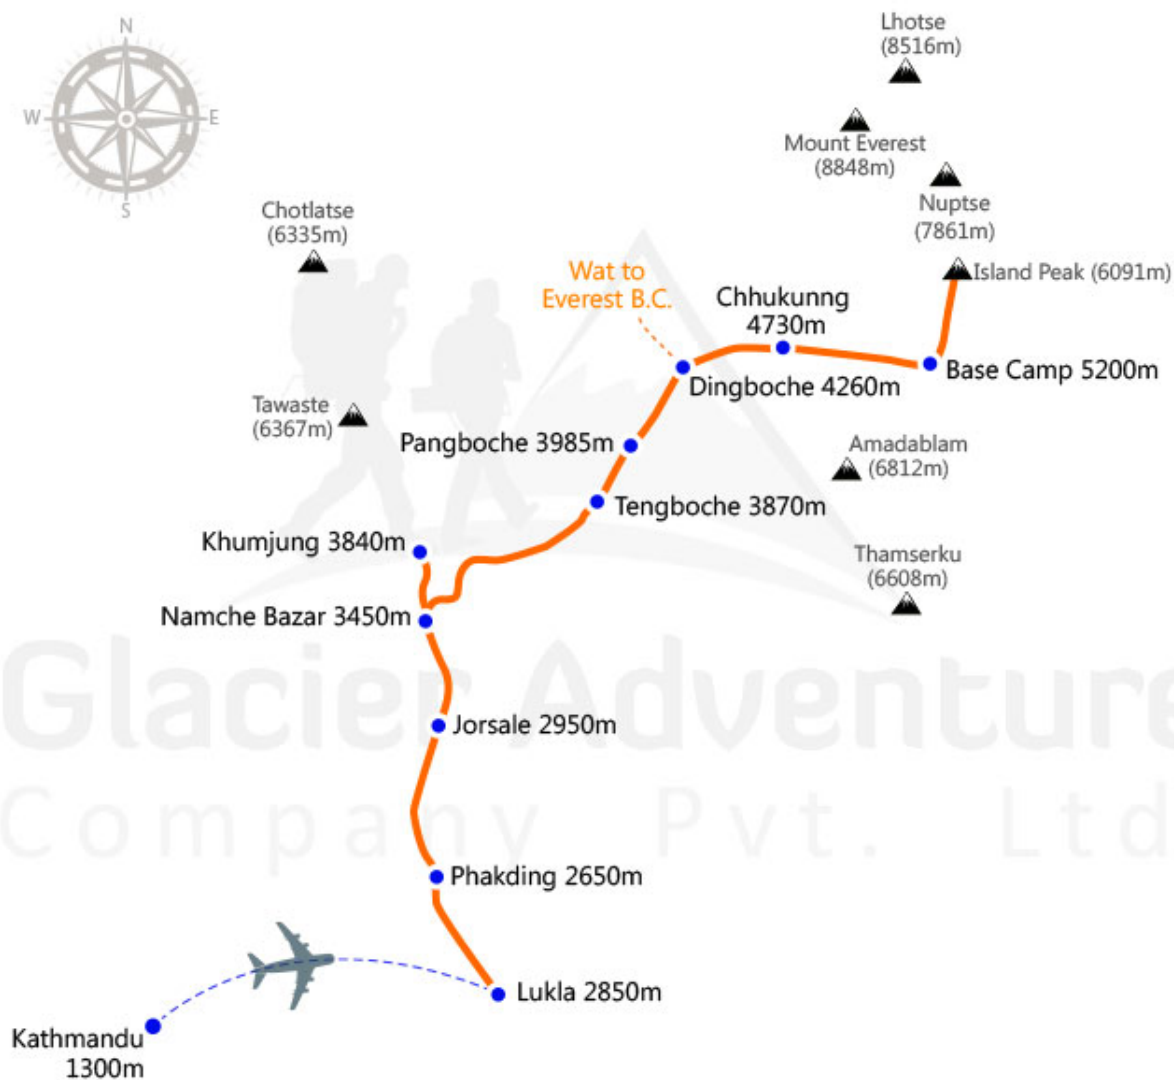 N
W
E
S
Lhotse
(8516m)
Mount Everest
(8848m)
Nuptse
(7861m)
Chotlatse
(6335m)
Island Peak (6091m)
Wat to
Everest B.C.
Chhukunng
4730m
Base Camp 5200m
Dingboche 4260m
Tawaste
(6367m)
Pangboche 3985m
Amadablam
(6812m)
Tengboche 3870m
Khumjung 3840m
Thamserku
(6608m)
Namche Bazar 3450m
Glacier Adventure
Jorsale 2950m
Company Pvt. Ltd
Phakding 2650m
Lukla 2850m
Kathmandu
1300m